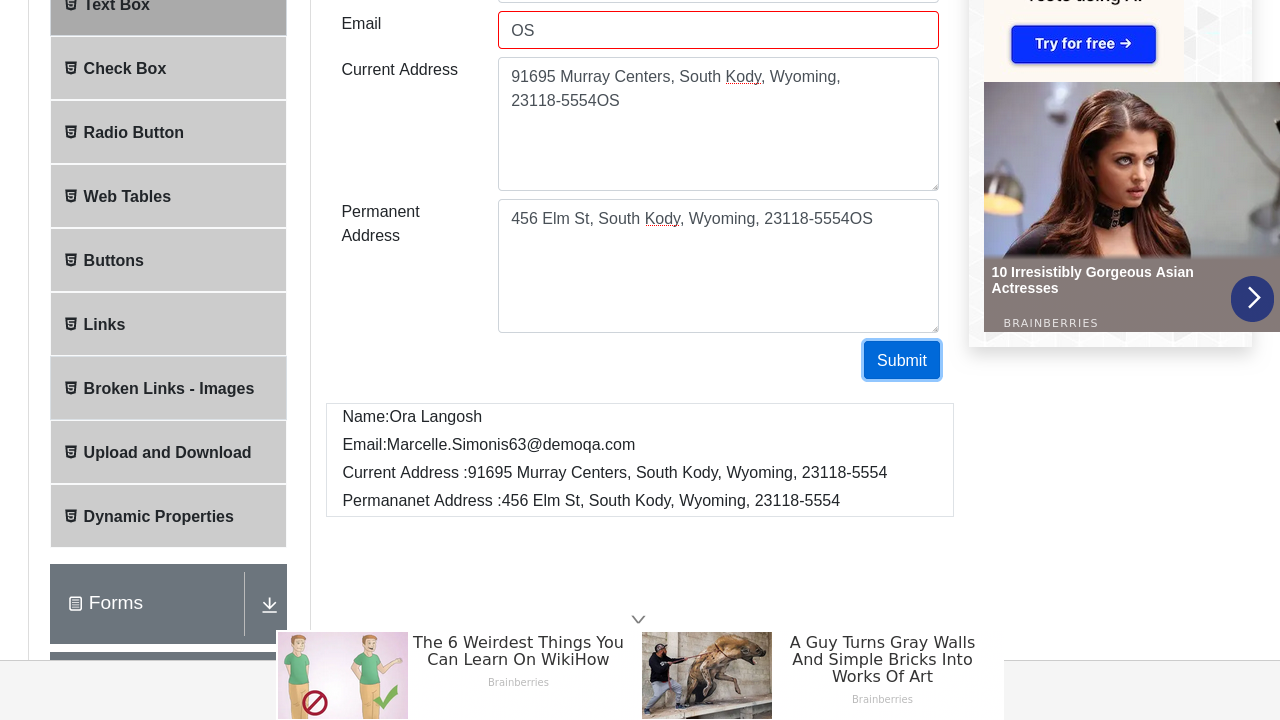 Text Box
Check Box
Radio Button
Web Tables
Buttons
Links
Broken Links - Images
Upload and Download
Dynamic Properties
Forms
Email
OS
Current Address
91695 Murray Centers, South Kody, Wyoming,
23118-5554OS
Permanent
Address
456 Elm St, South Kody, Wyoming, 23118-5554OS
Submit
Name:Ora Langosh
Email:Marcelle.Simonis63@demoqa.com
Current Address :91695 Murray Centers, South Kody, Wyoming, 23118-5554
Permananet Address :456 Elm St, South Kody, Wyoming, 23118-5554
Try for free →
10 Irresistibly Gorgeous Asian
Actresses
BRAINBERRIES
The 6 Weirdest Things You
Can Learn On WikiHow
Brainberries
A Guy Turns Gray Walls
And Simple Bricks Into
Works Of Art
Brainberries